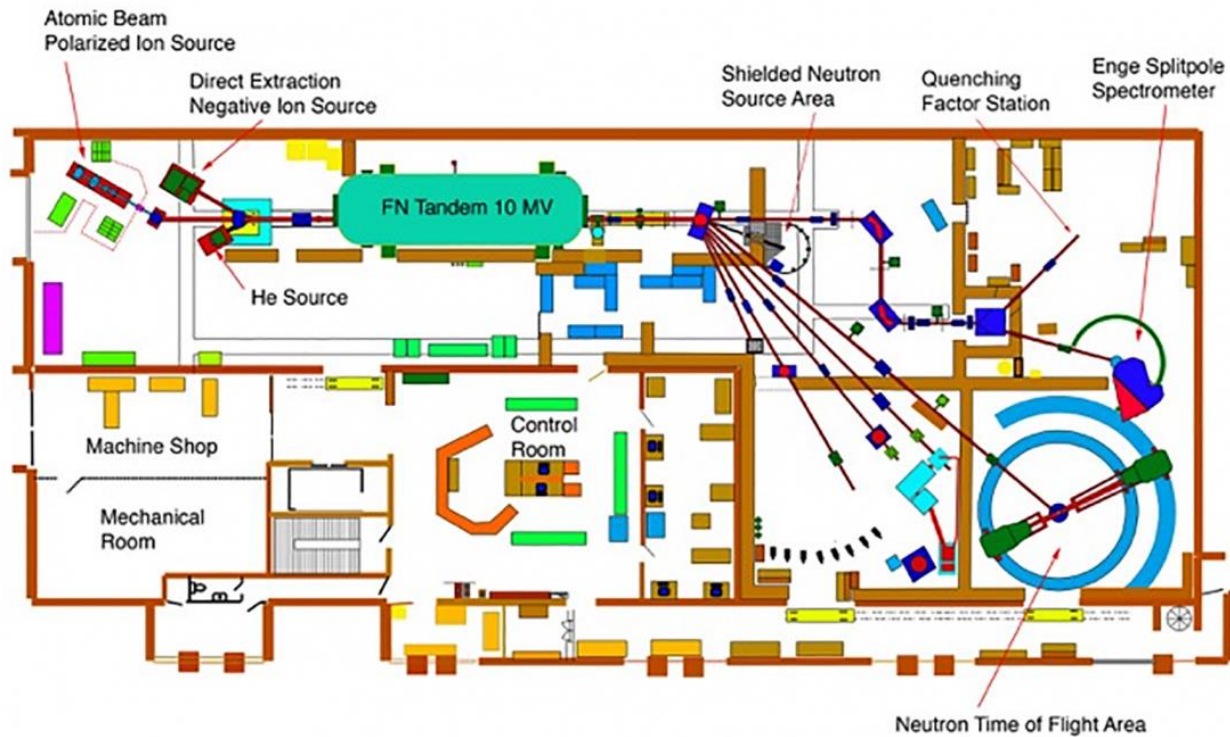 Atomic Beam
Polarized Ion Source
Direct Extraction
Negative Ion Source
Shielded Neutron
Source Area
Quenching
Factor Station
Enge Splitpole
Spectrometer
FN Tandem 10 MV
He Source
Machine Shop
Control
Room
Mechanical
Room
Neutron Time of Flight Area